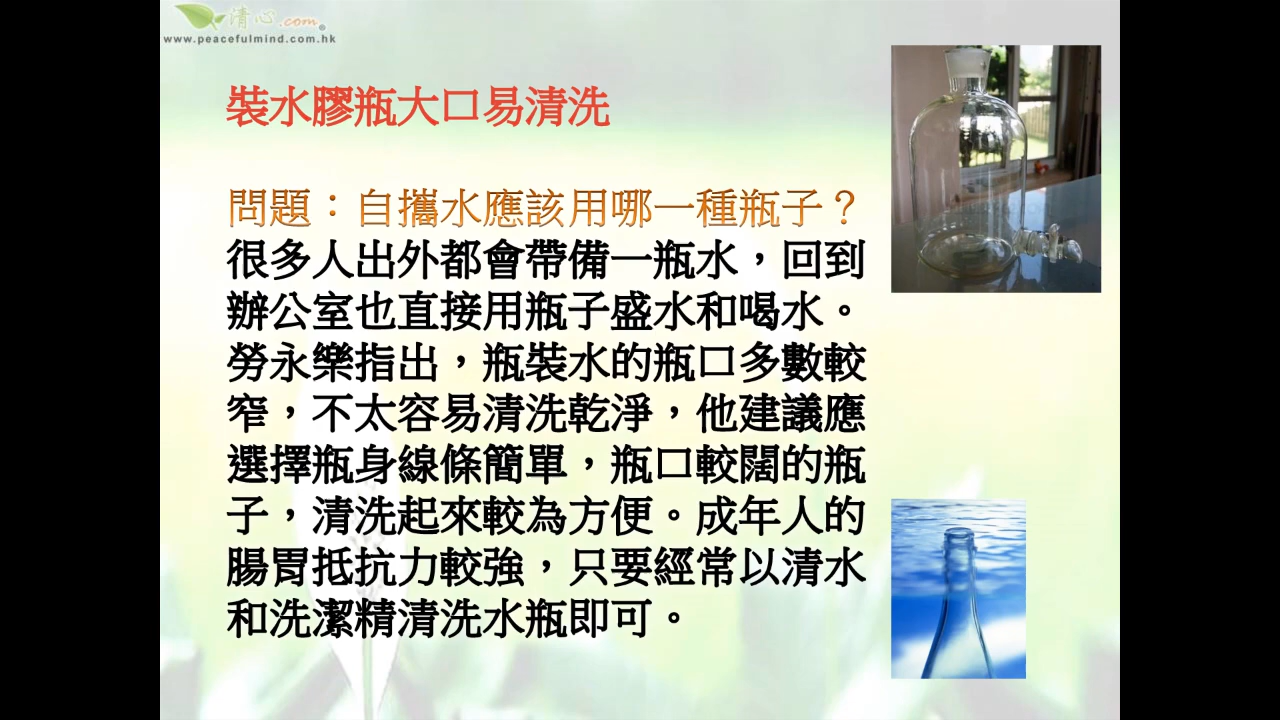 清心.com®
www.peacefulmind.com.hk
裝水膠瓶大口易清洗
問題：自攜水應該用哪一種瓶子？
很多人出外都會帶備一瓶水，回到
辦公室也直接用瓶子盛水和喝水。
勞永樂指出，瓶裝水的瓶口多數較
窄，不太容易清洗乾淨，他建議應
選擇瓶身線條簡單，瓶口較闊的瓶
子，清洗起來較為方便。成年人的
腸胃抵抗力較強，只要經常以清水
和洗潔精清洗水瓶即可。